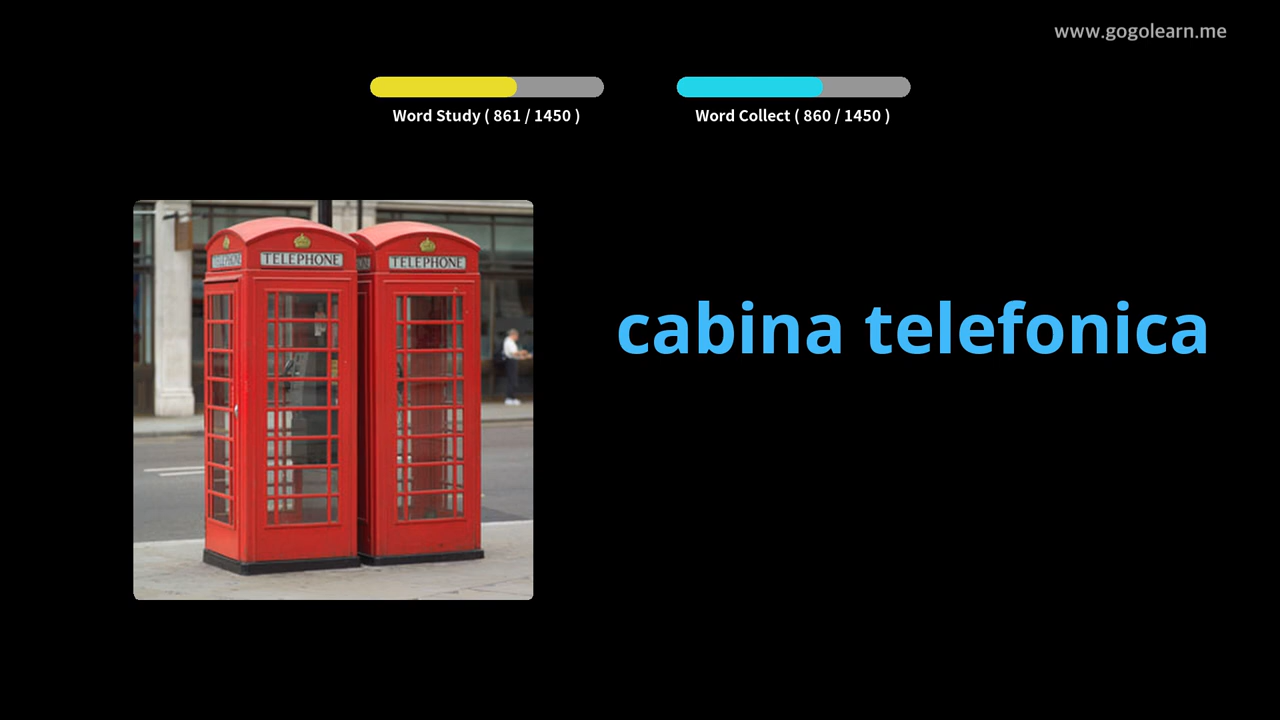 www.gogolearn.me
Word Study ( 861 / 1450 )
Word Collect ( 860 / 1450 )
TELEPHONE
TELEPHONE
cabina telefonica